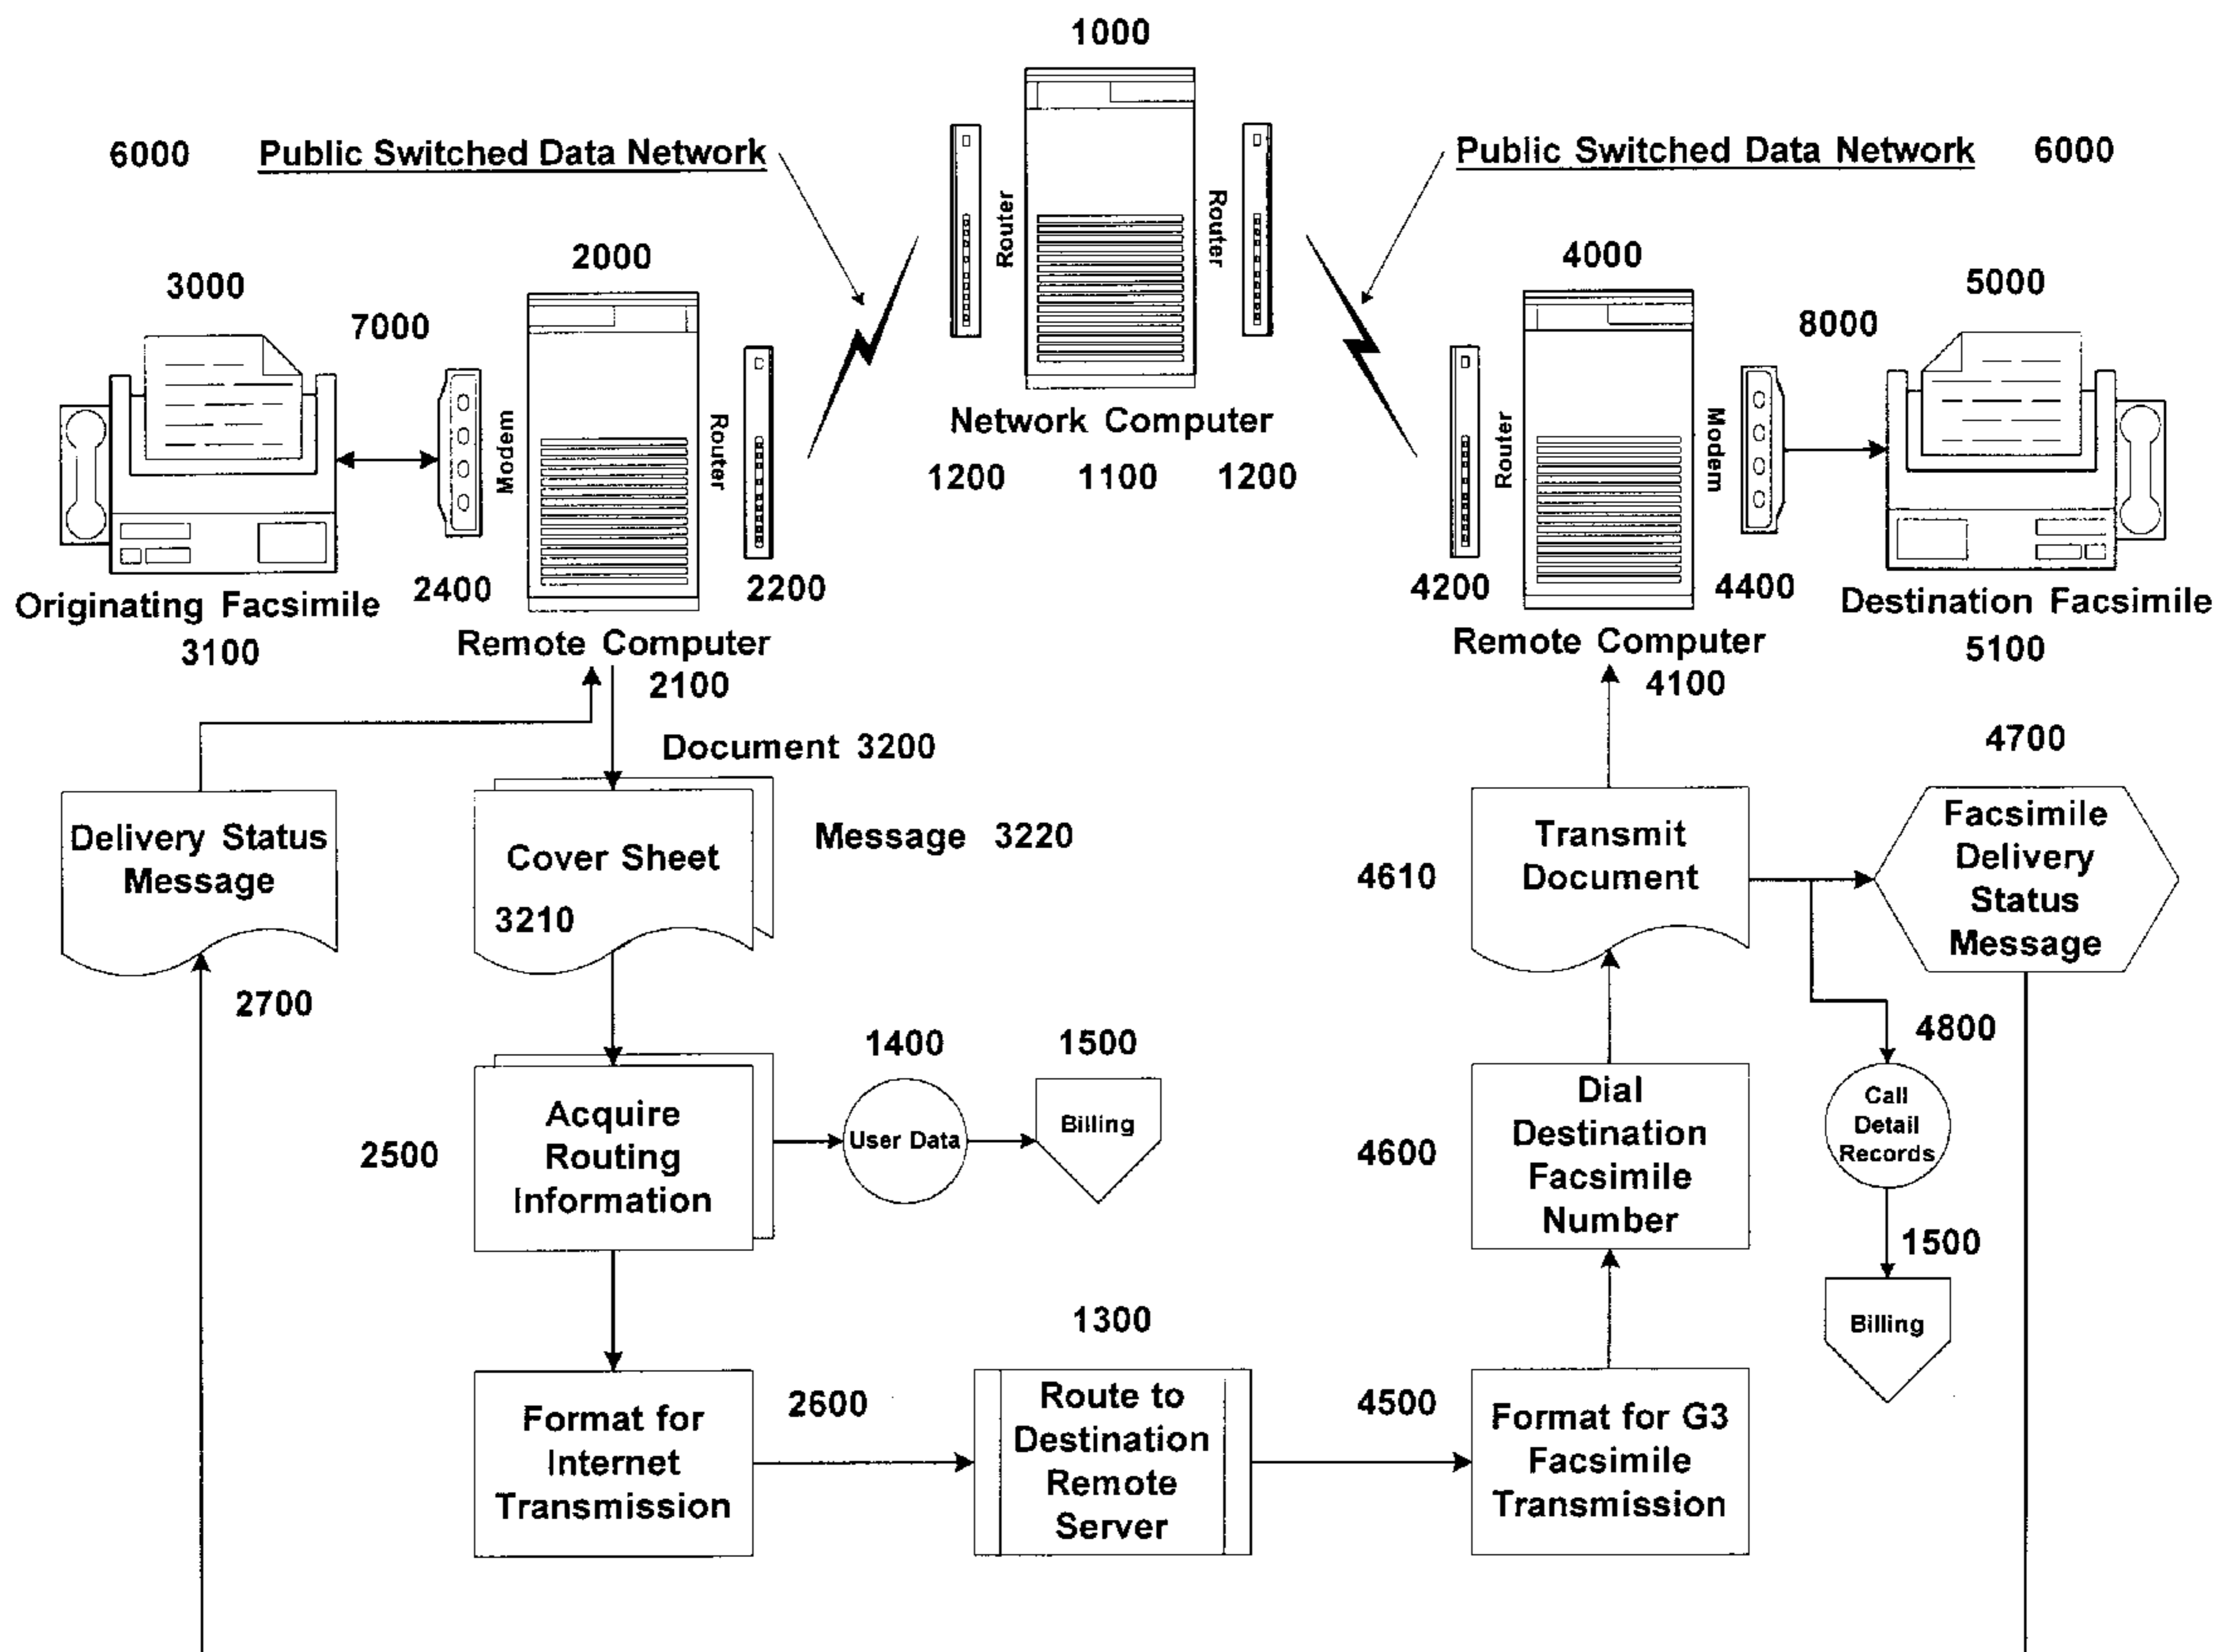 1000
6000 Public Switched Data Network
Public Switched Data Network 6000
Router
Router
3000
7000
2000
4000
8000
5000
Modem
Router
Router
Modem
Network Computer
1200 1100 1200
2400
2200
4200
4400
Originating Facsimile
3100
Remote Computer
2100
Remote Computer
4100
Destination Facsimile
5100
Document 3200
Delivery Status
Message
2700
Cover Sheet
3210
Message 3220
4610
Transmit
Document
4700
Facsimile
Delivery
Status
Message
2500
Acquire
Routing
Information
1400
User Data
1500
Billing
4600
Dial
Destination
Facsimile
Number
4800
Call
Detail
Records
1500
Billing
Format for
Internet
Transmission
2600
1300
Route to
Destination
Remote
Server
4500
Format for G3
Facsimile
Transmission